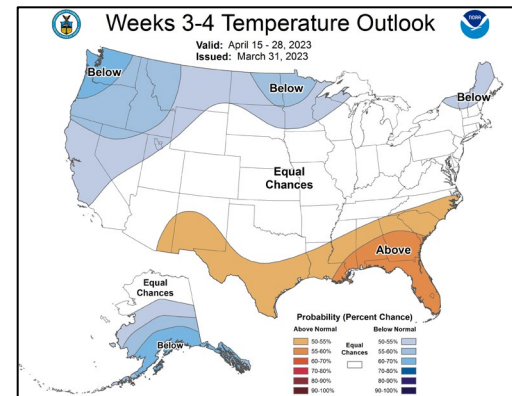 Weeks 3-4 Temperature Outlook
Valid: April 15 - 28, 2023
Issued: March 31, 2023
NOAA
Below
Below
Below
Equal
Chances
Above
Equal
Chances
Below
Probability (Percent Chance)
Above Normal
Equal
Chances
Below Normal
50-55%
50-55%
55-60%
55-60%
60-70%
60-70%
70-80%
70-80%
80-90%
80-90%
90-100%
90-100%